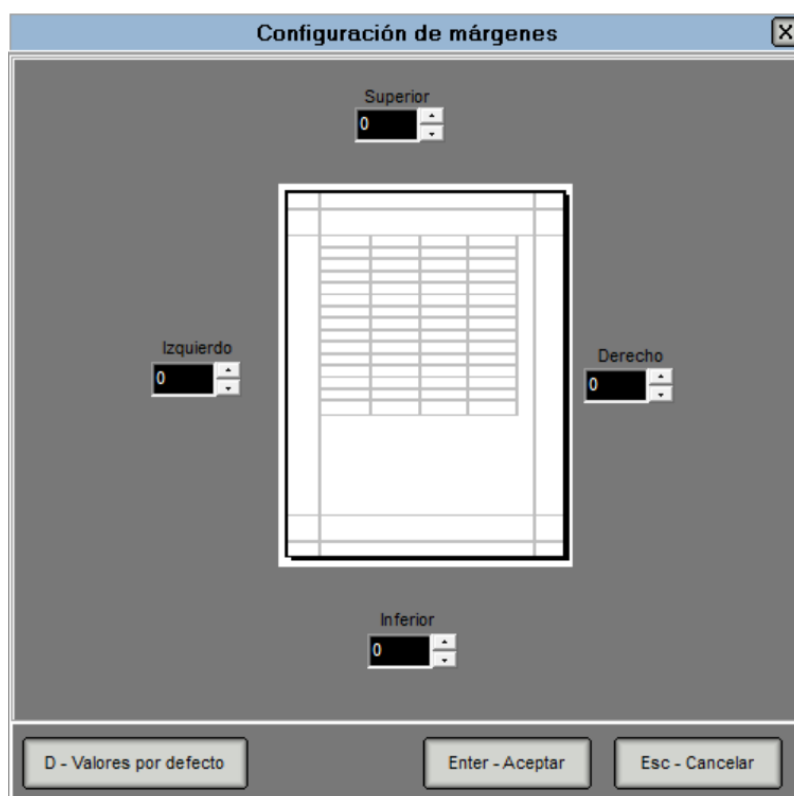 Configuración de márgenes
X
Superior
0
Izquierdo
0
Derecho
0
Inferior
0
D - Valores por defecto
Enter - Aceptar
Esc - Cancelar